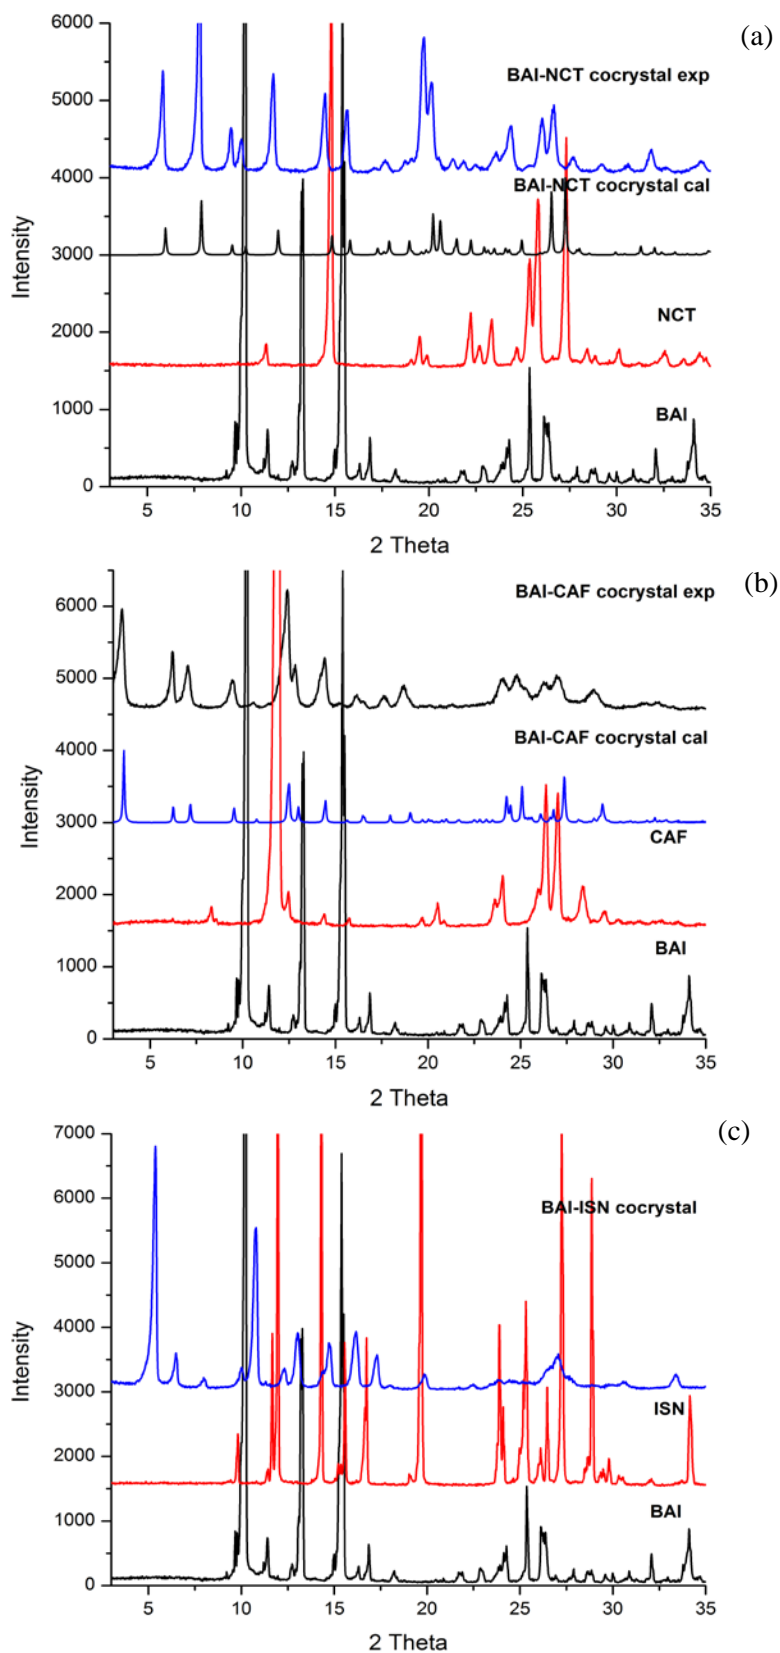 (a)
6000
5000
4000
3000
2000
1000
0
Intensity
BAI-NCT cocrystal exp
BAI-NCT cocrystal cal
NCT
BAI
5 10 15 20 25 30 35
2 Theta
(b)
6000
5000
4000
3000
2000
1000
0
Intensity
BAI-CAF cocrystal exp
BAI-CAF cocrystal cal
CAF
BAI
5 10 15 20 25 30 35
2 Theta
(c)
7000
6000
5000
4000
3000
2000
1000
0
Intensity
BAI-ISN cocrystal
ISN
BAI
5 10 15 20 25 30 35
2 Theta